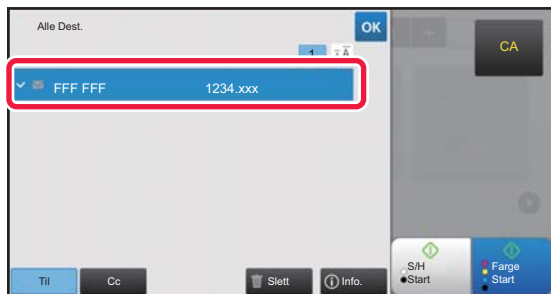 Alle Dest.
OK
CA
1
FFF FFF 1234.xxx
Til
Cc
Slett
Info.
S/H
Start
Farge
Start